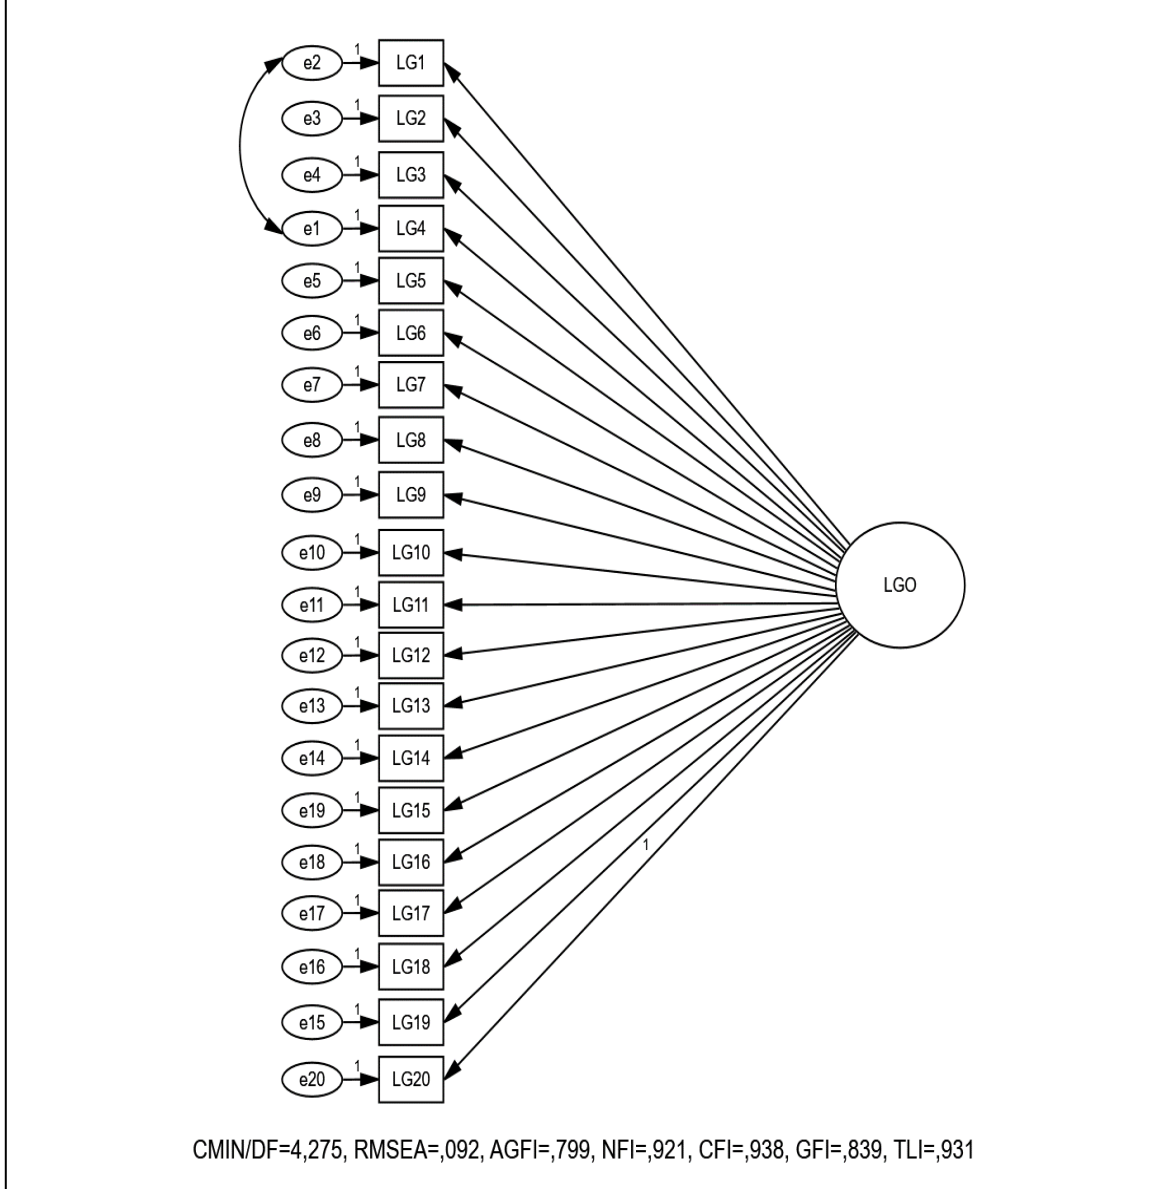 e2 1 LG1
e3 1 LG2
e4 1 LG3
e1 1 LG4
e5 1 LG5
e6 1 LG6
e7 1 LG7
e8 1 LG8
e9 1 LG9
e10 1 LG10
LGO
e11 1 LG11
e12 1 LG12
e13 1 LG13
e14 1 LG14
e19 1 LG15
1
e18 1 LG16
e17 1 LG17
e16 1 LG18
e15 1 LG19
e20 1 LG20
CMIN/DF=4,275, RMSEA=,092, AGFI=,799, NFI=,921, CFI=,938, GFI=,839, TLI=,931